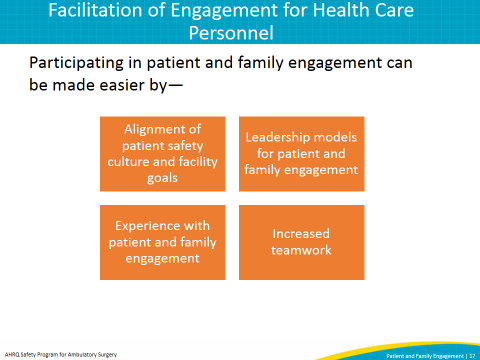 Facilitation of Engagement for Health Care
Personnel
Participating in patient and family engagement can
be made easier by—
Alignment of
patient safety
culture and facility
goals
Leadership models
for patient and
family engagement
Experience with
patient and family
engagement
Increased
teamwork
AHRQ Safety Program for Ambulatory Surgery
Patient and Family Engagement | 17